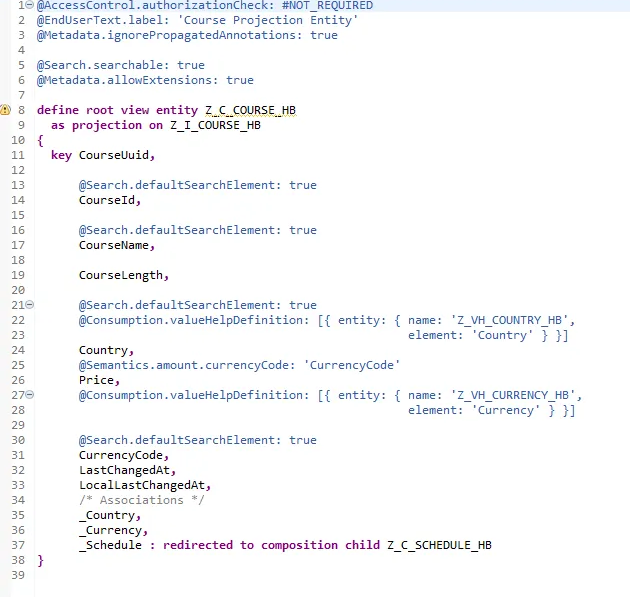 1 @AccessControl.authorizationCheck: #NOT_REQUIRED
2 @EndUserText.label: 'Course Projection Entity'
3 @Metadata.ignorePropagatedAnnotations: true
4
5 @Search.searchable: true
6 @Metadata.allowExtensions: true
7
8 define root view entity Z_C_COURSE_HB
9   as projection on Z_I_COURSE_HB
10 {
11   key CourseUuid,
12
13       @Search.defaultSearchElement: true
14       CourseId,
15
16       @Search.defaultSearchElement: true
17       CourseName,
18
19       CourseLength,
20
21       @Search.defaultSearchElement: true
22       @Consumption.valueHelpDefinition: [{ entity: { name: 'Z_VH_COUNTRY_HB',
23                                                      element: 'Country' } }]
24       Country,
25       @Semantics.amount.currencyCode: 'CurrencyCode'
26       Price,
27       @Consumption.valueHelpDefinition: [{ entity: { name: 'Z_VH_CURRENCY_HB',
28                                                      element: 'Currency' } }]
29
30       @Search.defaultSearchElement: true
31       CurrencyCode,
32       LastChangedAt,
33       LocalLastChangedAt,
34       /* Associations */
35       _Country,
36       _Currency,
37       _Schedule : redirected to composition child Z_C_SCHEDULE_HB
38 }
39